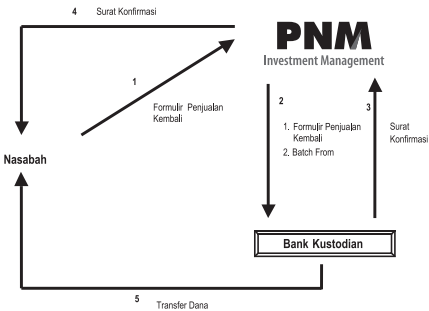 4 Surat Konfirmasi
PNM
Investment Management
1
Formulir Penjualan
Kembali
2
1. Formulir Penjualan
Kembali
2. Batch From
3
Surat
Konfirmasi
Nasabah
Bank Kustodian
5
Transfer Dana